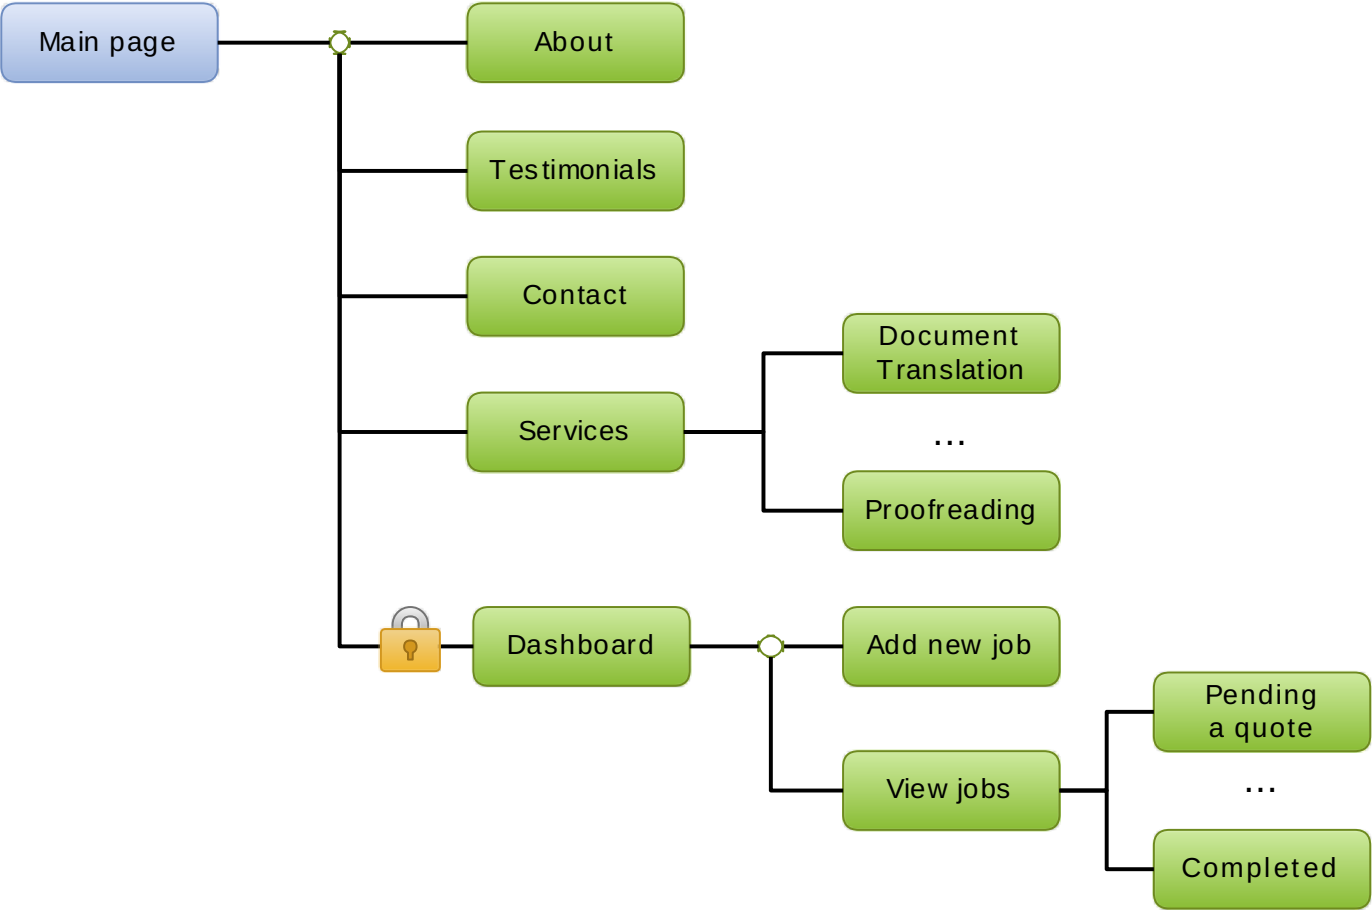 Main page
About
Testimonials
Contact
Services
Document
Translation
...
Proofreading
Dashboard
Add new job
View jobs
Pending
a quote
...
Completed